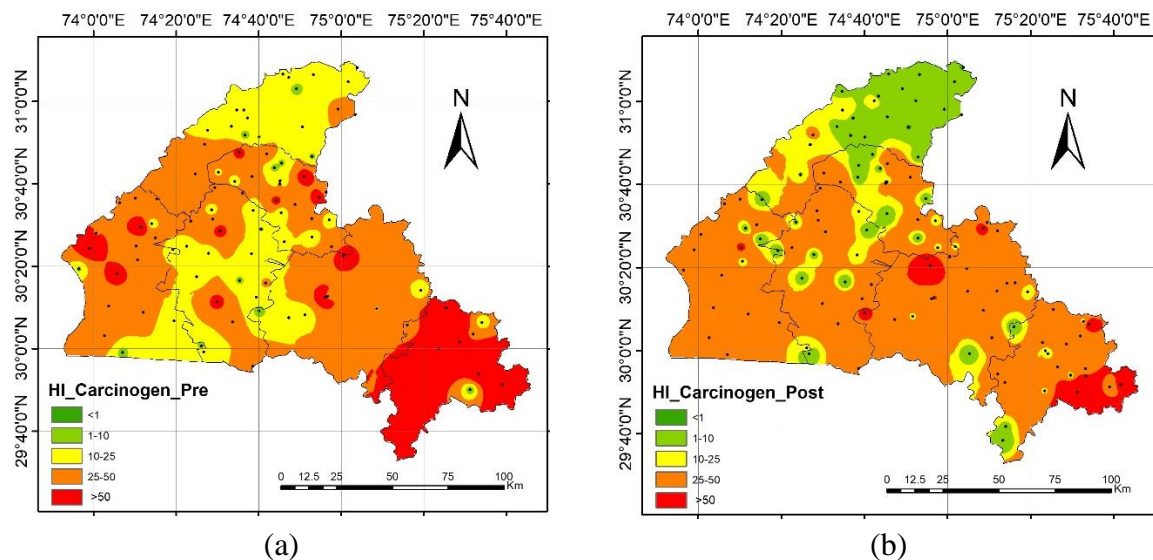 74°0'0"E 74°20'0"E 74°40'0"E 75°0'0"E 75°20'0"E 75°40'0"E
31°0'0"N
30°40'0"N
30°20'0"N
30°0'0"N
29°40'0"N
N
HI_Carcinogen_Pre
<1
1-10
10-25
25-50
>50
0 12.5 25 50 75 100
Km
(a)
74°0'0"E 74°20'0"E 74°40'0"E 75°0'0"E 75°20'0"E 75°40'0"E
31°0'0"N
30°40'0"N
30°20'0"N
30°0'0"N
29°40'0"N
N
HI_Carcinogen_Post
<1
1-10
10-25
25-50
>50
0 12.5 25 50 75 100
Km
(b)